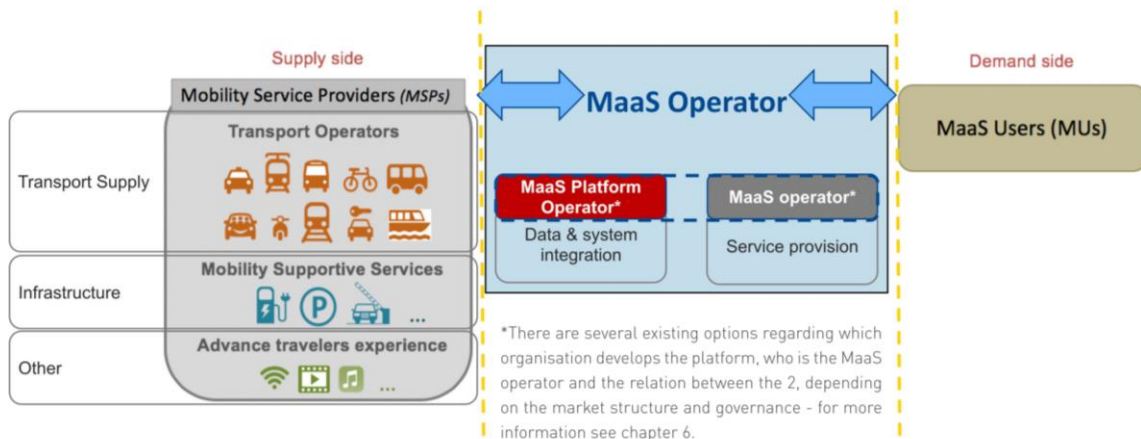 Supply side
Mobility Service Providers (MSPs)
Transport Supply
Transport Operators
Infrastructure
Mobility Supportive Services
P
...
Other
Advance travelers experience
...
MaaS Operator
MaaS Platform
Operator*
Data & system
integration
MaaS operator*
Service provision
*There are several existing options regarding which
organisation develops the platform, who is the MaaS
operator and the relation between the 2, depending
on the market structure and governance - for more
information see chapter 6.
Demand side
MaaS Users (MUs)